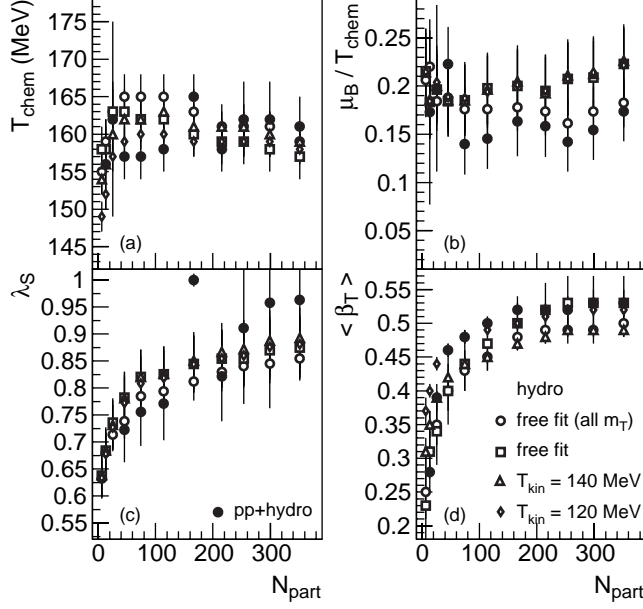 T_chem (MeV)
175
170
165
160
155
150
145
(a)
μ_B / T_chem
0.25
0.2
0.15
0.1
0.05
(b)
λ_S
1
0.95
0.9
0.85
0.8
0.75
0.7
0.65
0.6
0.55
(c)
pp+hydro
0 100 200 300
N_part
< β_T >
0.55
0.5
0.45
0.4
0.35
0.3
0.25
0.2
(d)
hydro
free fit (all m_T)
free fit
T_kin = 140 MeV
T_kin = 120 MeV
0 100 200 300
N_part